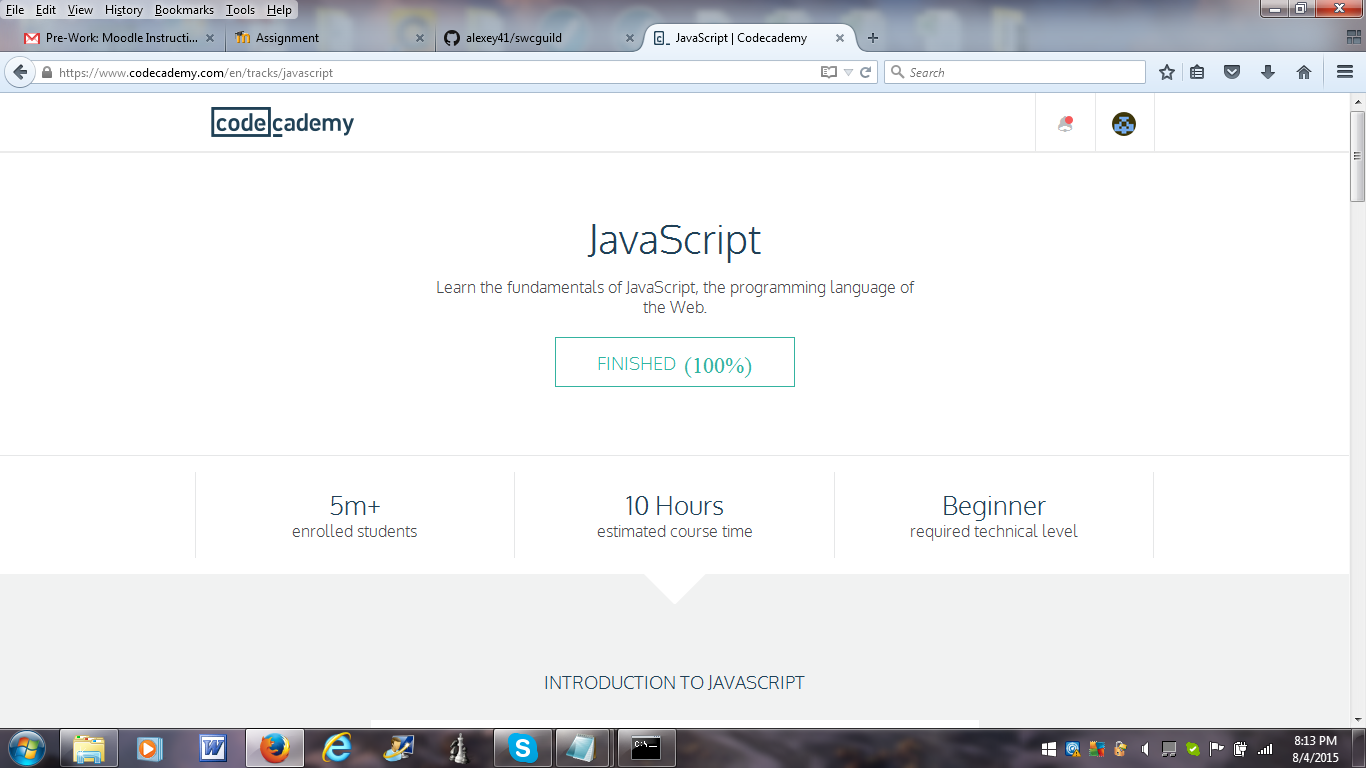 File Edit View History Bookmarks Tools Help
Pre-Work: Moodle Instructi...
Assignment
alexey41/swcguild
JavaScript | Codecademy
https://www.codecademy.com/en/tracks/javascript
Search
codecademy
JavaScript
Learn the fundamentals of JavaScript, the programming language of
the Web.
FINISHED (100%)
5m+
enrolled students
10 Hours
estimated course time
Beginner
required technical level
INTRODUCTION TO JAVASCRIPT
8:13 PM
8/4/2015